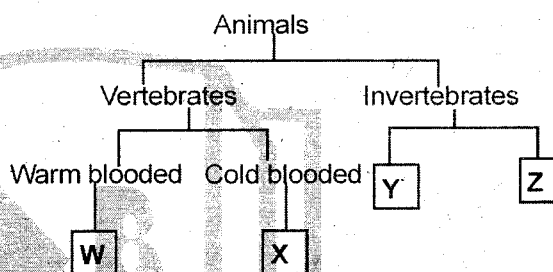 Animals
Vertebrates Invertebrates
Warm blooded Cold blooded Y Z
W X